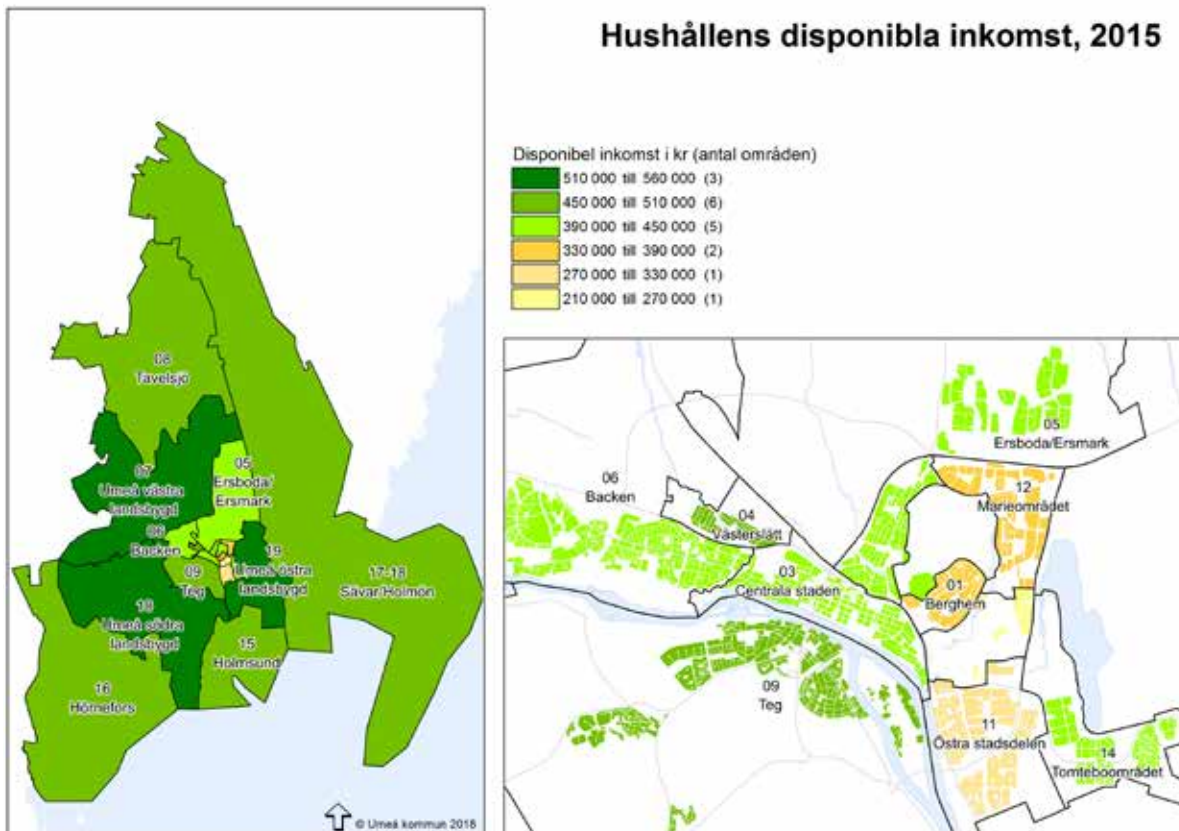 Hushållens disponibla inkomst, 2015
Disponibel inkomst i kr (antal områden)
510 000 till 560 000 (3)
450 000 till 510 000 (6)
390 000 till 450 000 (5)
330 000 till 390 000 (2)
270 000 till 330 000 (1)
210 000 till 270 000 (1)
08
Tavelsjö
07
Umeå västra
landsbygd
05
Ersboda/
Ersmark
06
Backen
09
Teg
19
Umeå östra
landsbygd
17-18
Sävar/Holmön
10
Umeå södra
landsbygd
15
Holmsund
16
Hörnefors
© Umeå kommun 2018
05
Ersboda/Ersmark
06
Backen
04
Västerslätt
12
Marieområdet
03
Centrala staden
01
Berghem
09
Teg
11
Östra stadsdelen
14
Tomteboområdet